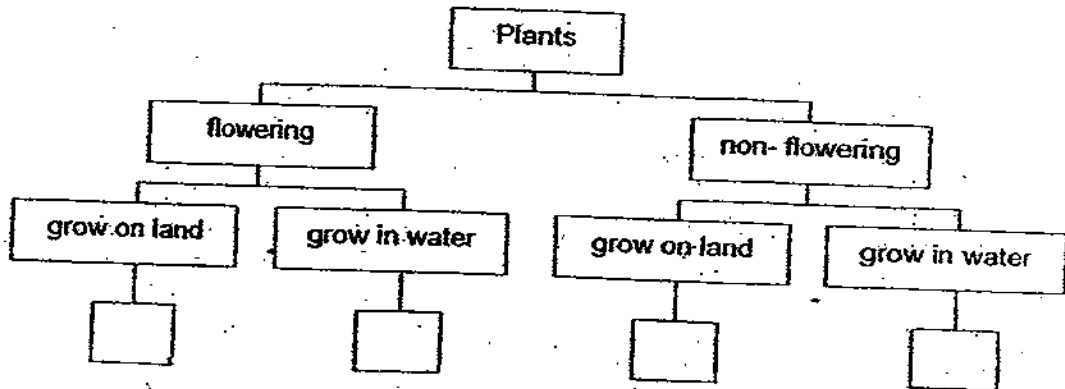 Plants
flowering
non- flowering
grow on land
grow in water
grow on land
grow in water